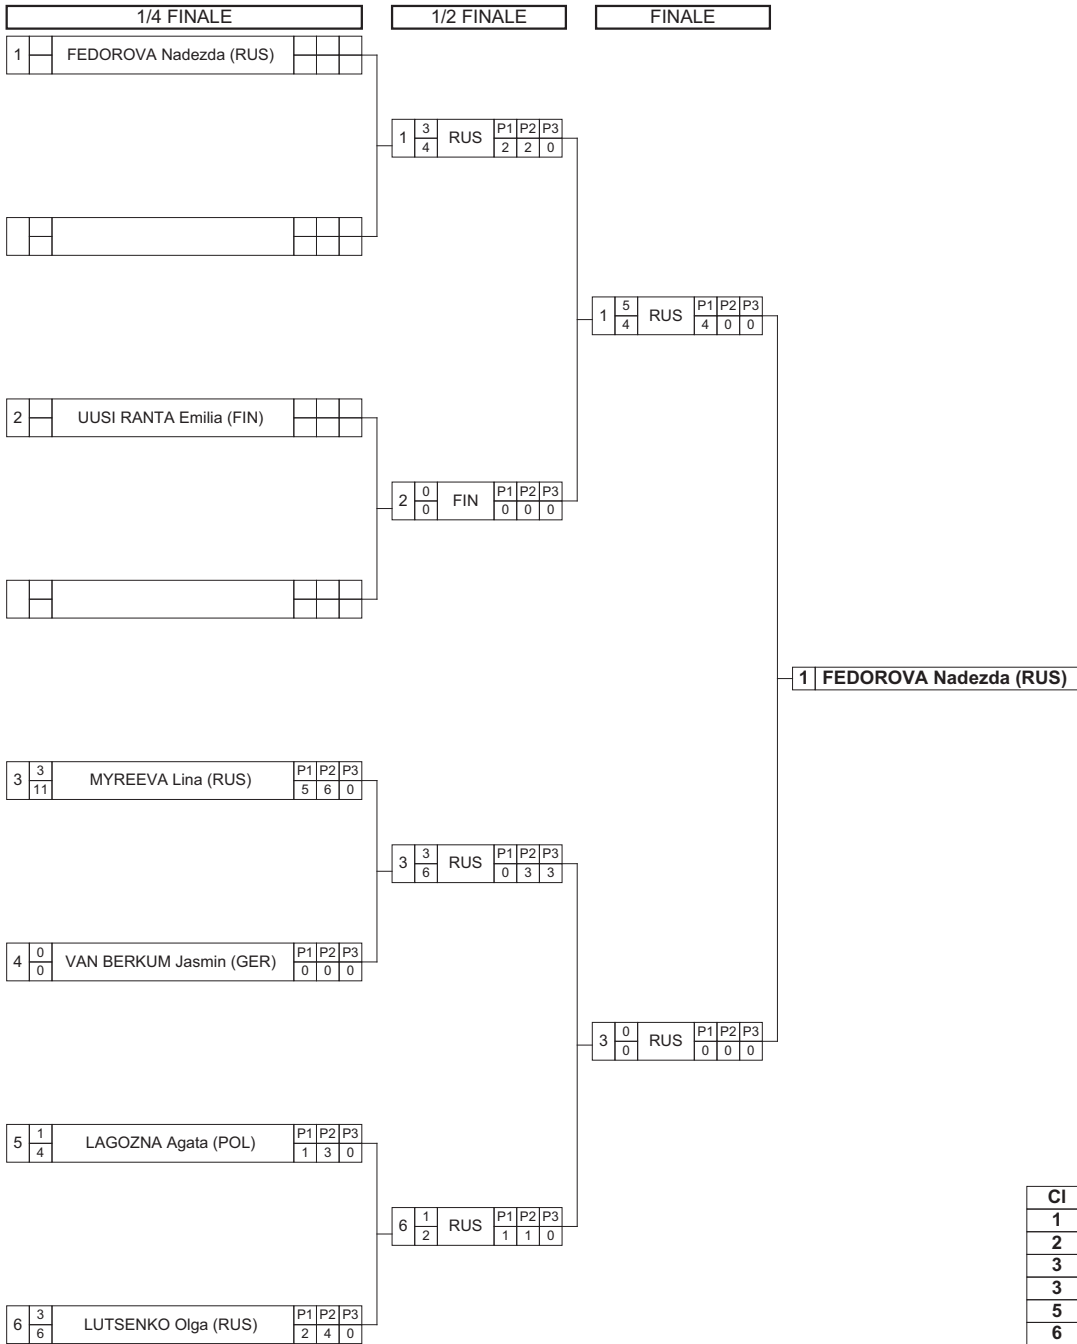 1/4 FINALE 1/2 FINALE FINALE
1 FEDOROVA Nadezda (RUS)
1 3 4 RUS P1 P2 P3 2 2 0
1 5 4 RUS P1 P2 P3 4 0 0
2 UUSI RANTA Emilia (FIN)
2 0 0 FIN P1 P2 P3 0 0 0
1 FEDOROVA Nadezda (RUS)
3 3 11 MYREEVA Lina (RUS) P1 P2 P3 5 6 0
3 3 6 RUS P1 P2 P3 0 3 3
4 0 0 VAN BERKUM Jasmin (GER) P1 P2 P3 0 0 0
3 0 0 RUS P1 P2 P3 0 0 0
5 1 4 LAGOZNA Agata (POL) P1 P2 P3 1 3 0
6 1 2 RUS P1 P2 P3 1 1 0
6 3 6 LUTSENKO Olga (RUS) P1 P2 P3 2 4 0
Cl
1
2
3
3
5
6